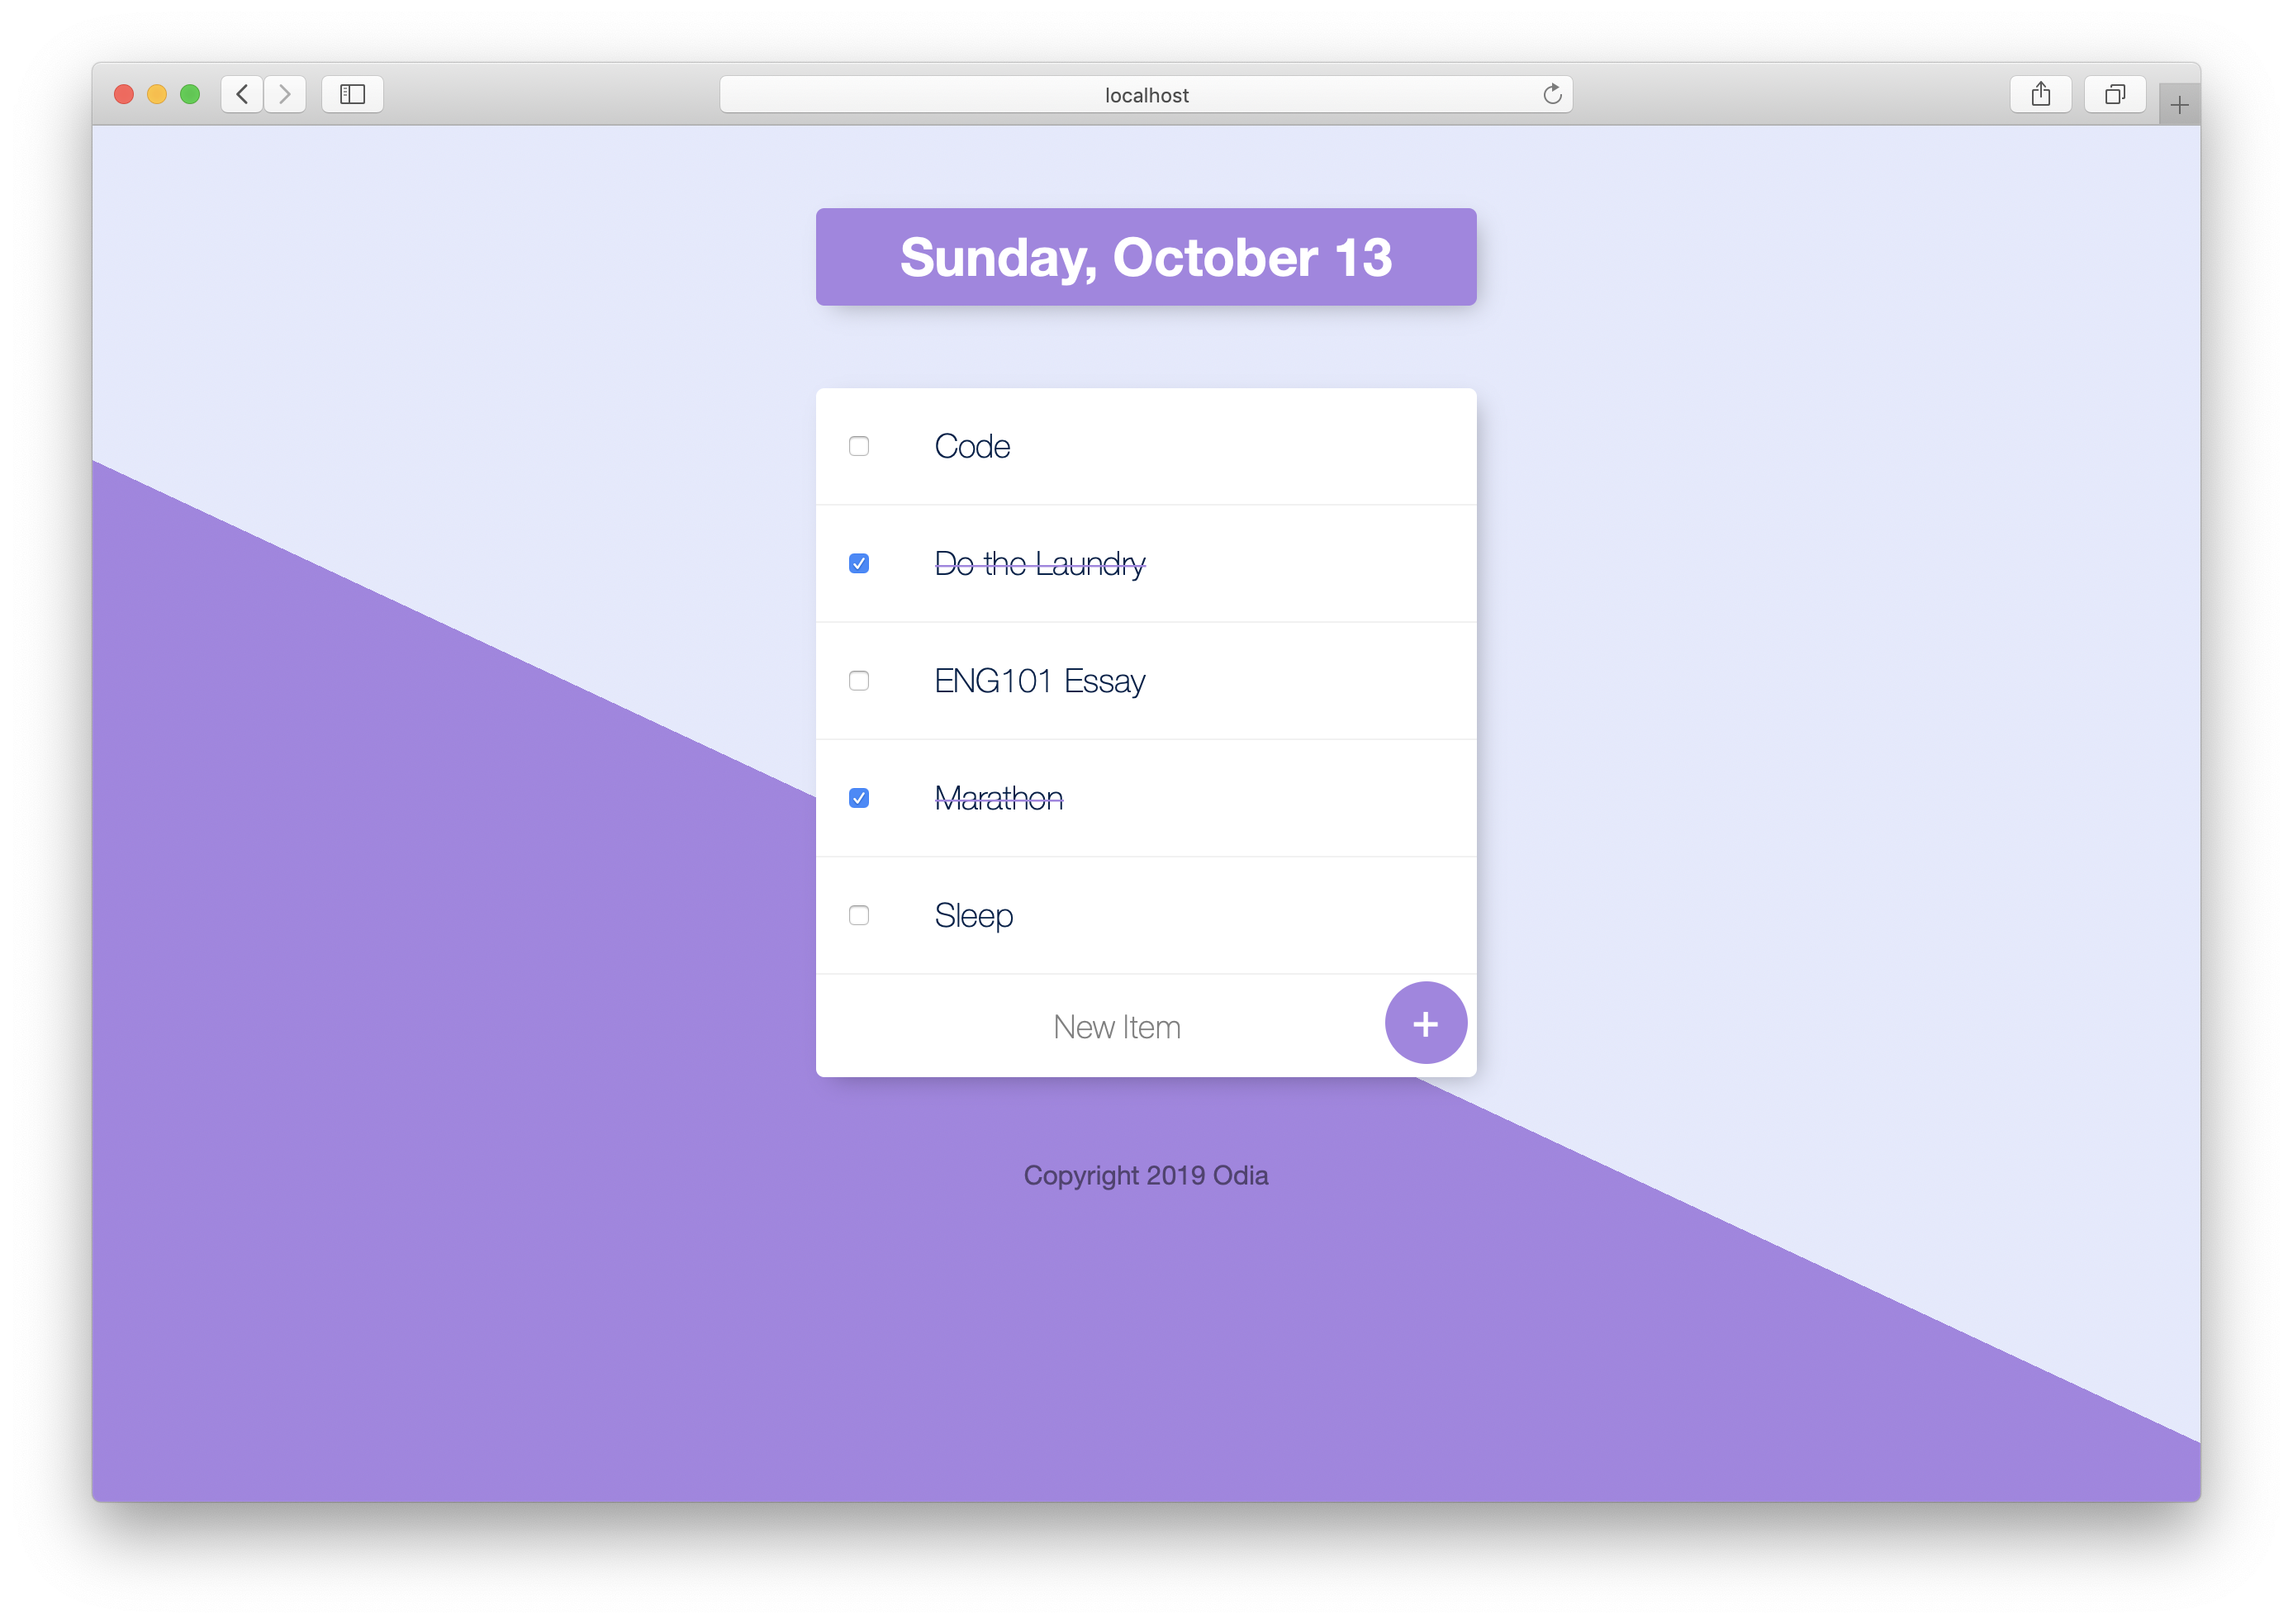 localhost
Sunday, October 13
Code
Do the Laundry
ENG101 Essay
Marathon
Sleep
New Item
+
Copyright 2019 Odia